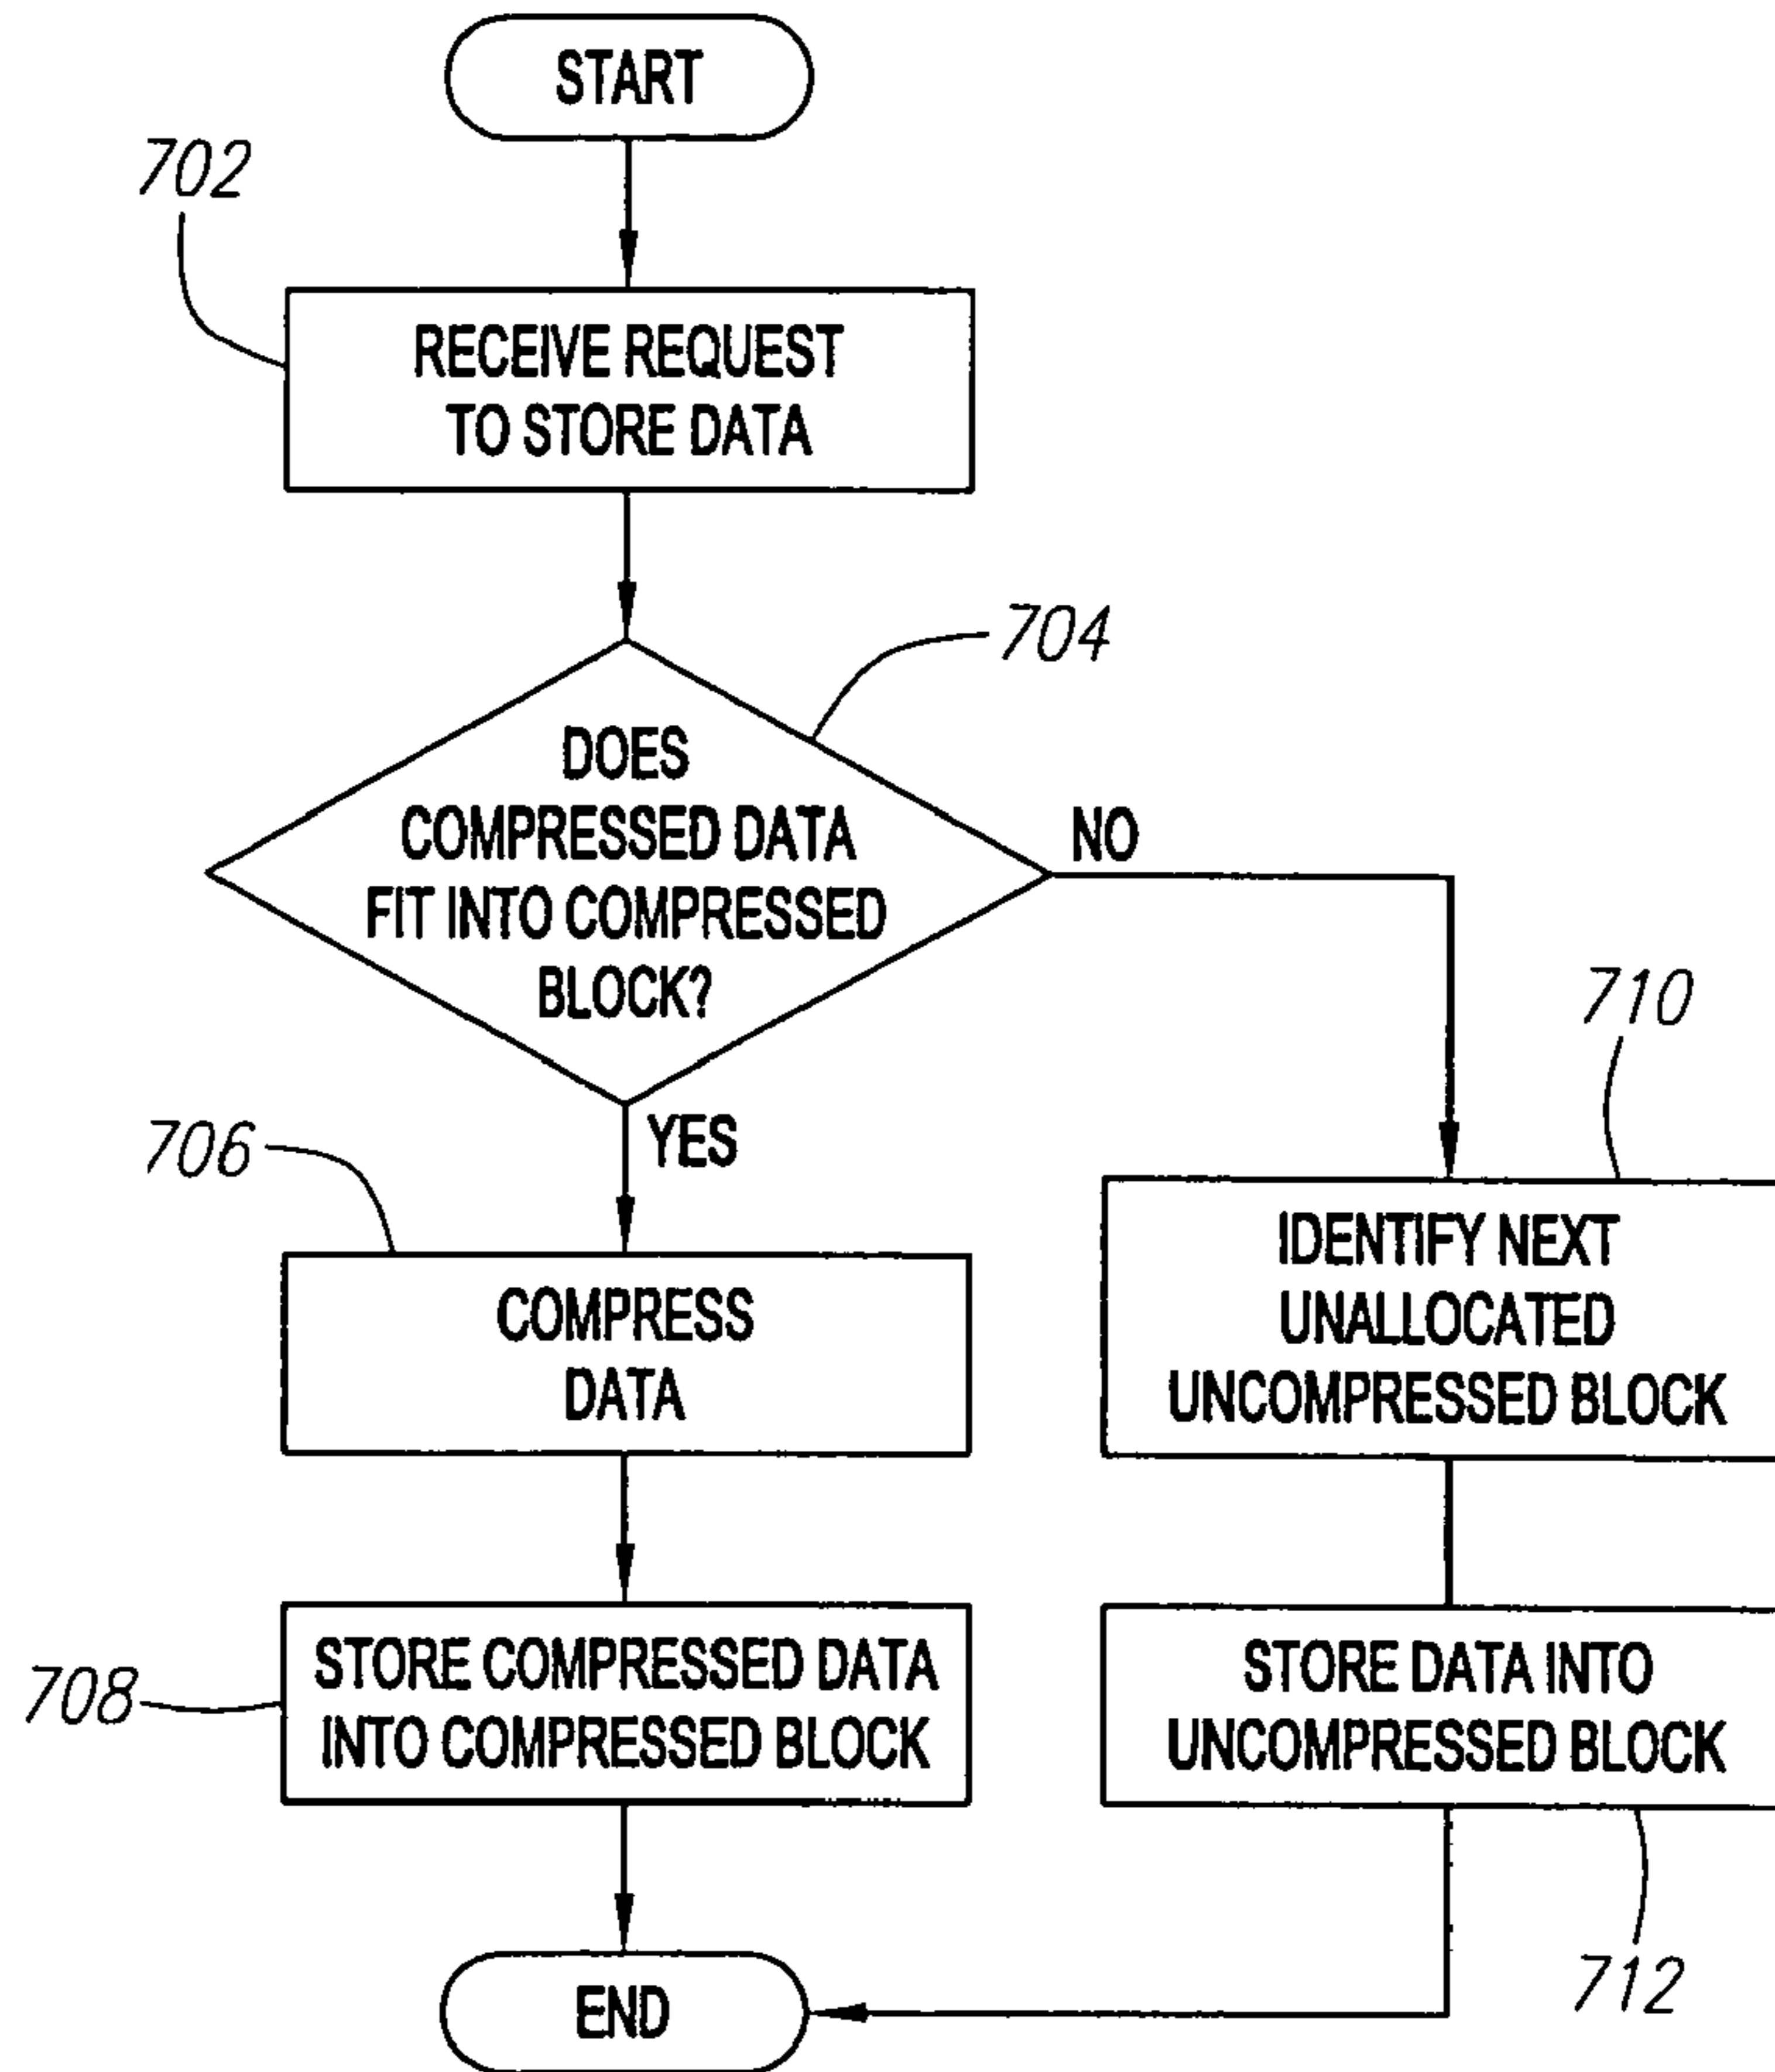 START
702
RECEIVE REQUEST
TO STORE DATA
704
DOES
COMPRESSED DATA
FIT INTO COMPRESSED
BLOCK?
NO
YES
706
COMPRESS
DATA
710
IDENTIFY NEXT
UNALLOCATED
UNCOMPRESSED BLOCK
708
STORE COMPRESSED DATA
INTO COMPRESSED BLOCK
STORE DATA INTO
UNCOMPRESSED BLOCK
712
END